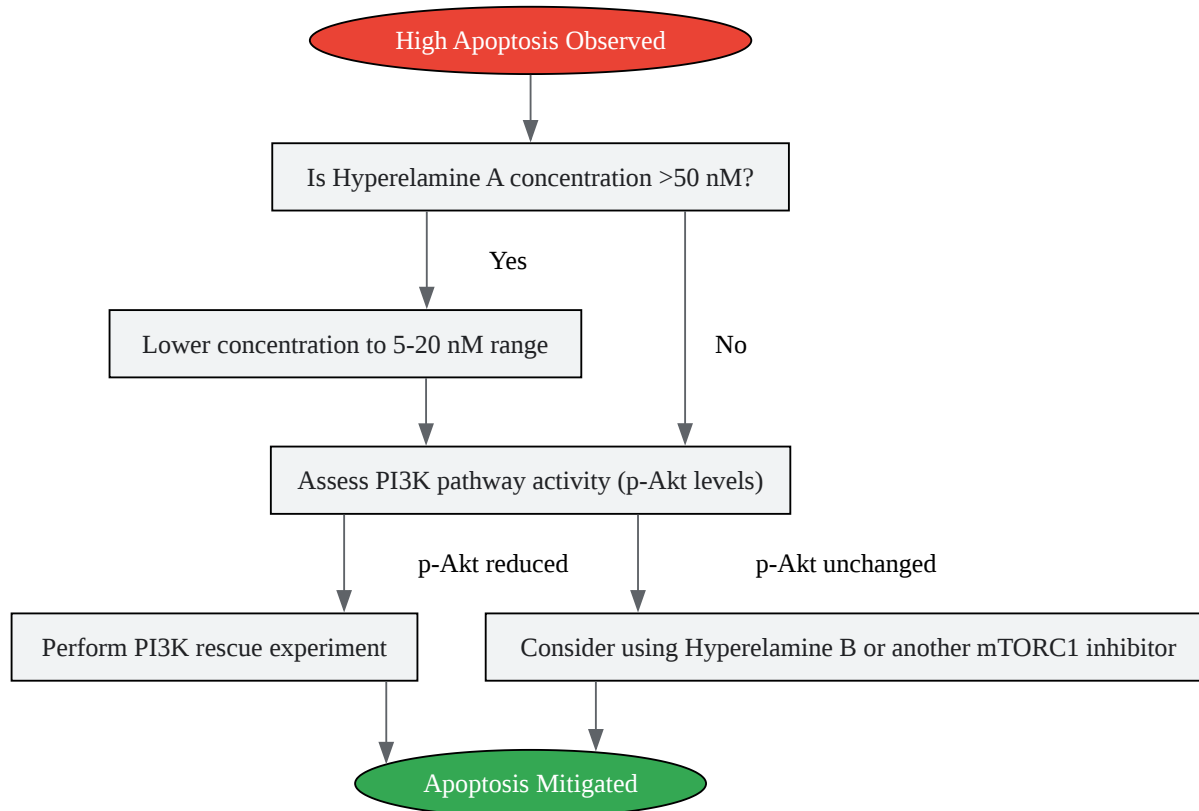 High Apoptosis Observed
Is Hyperelamine A concentration >50 nM?
Yes
Lower concentration to 5-20 nM range
No
Assess PI3K pathway activity (p-Akt levels)
p-Akt reduced
p-Akt unchanged
Perform PI3K rescue experiment
Consider using Hyperelamine B or another mTORC1 inhibitor
Apoptosis Mitigated